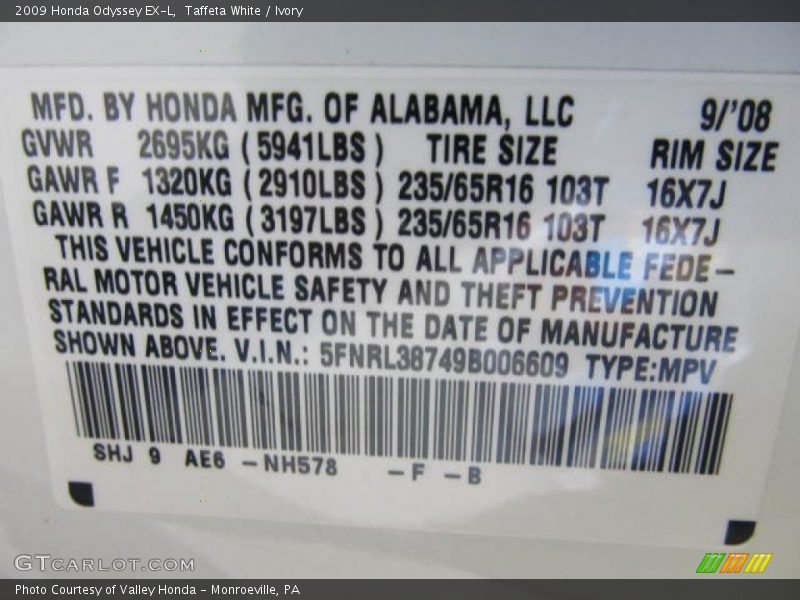 2009 Honda Odyssey EX-L, Taffeta White / Ivory
MFD. BY HONDA MFG. OF ALABAMA, LLC 9/'08
GVWR 2695KG (5941LBS) TIRE SIZE RIM SIZE
GAWR F 1320KG (2910LBS) 235/65R16 103T 16X7J
GAWR R 1450KG (3197LBS) 235/65R16 103T 16X7J
THIS VEHICLE CONFORMS TO ALL APPLICABLE FEDE-
RAL MOTOR VEHICLE SAFETY AND THEFT PREVENTION
STANDARDS IN EFFECT ON THE DATE OF MANUFACTURE
SHOWN ABOVE. V.I.N.: 5FNRL38749B006609 TYPE:MPV
SHJ 9 AE6 -NH578 -F -B
GTCARLOT.COM
Photo Courtesy of Valley Honda - Monroeville, PA